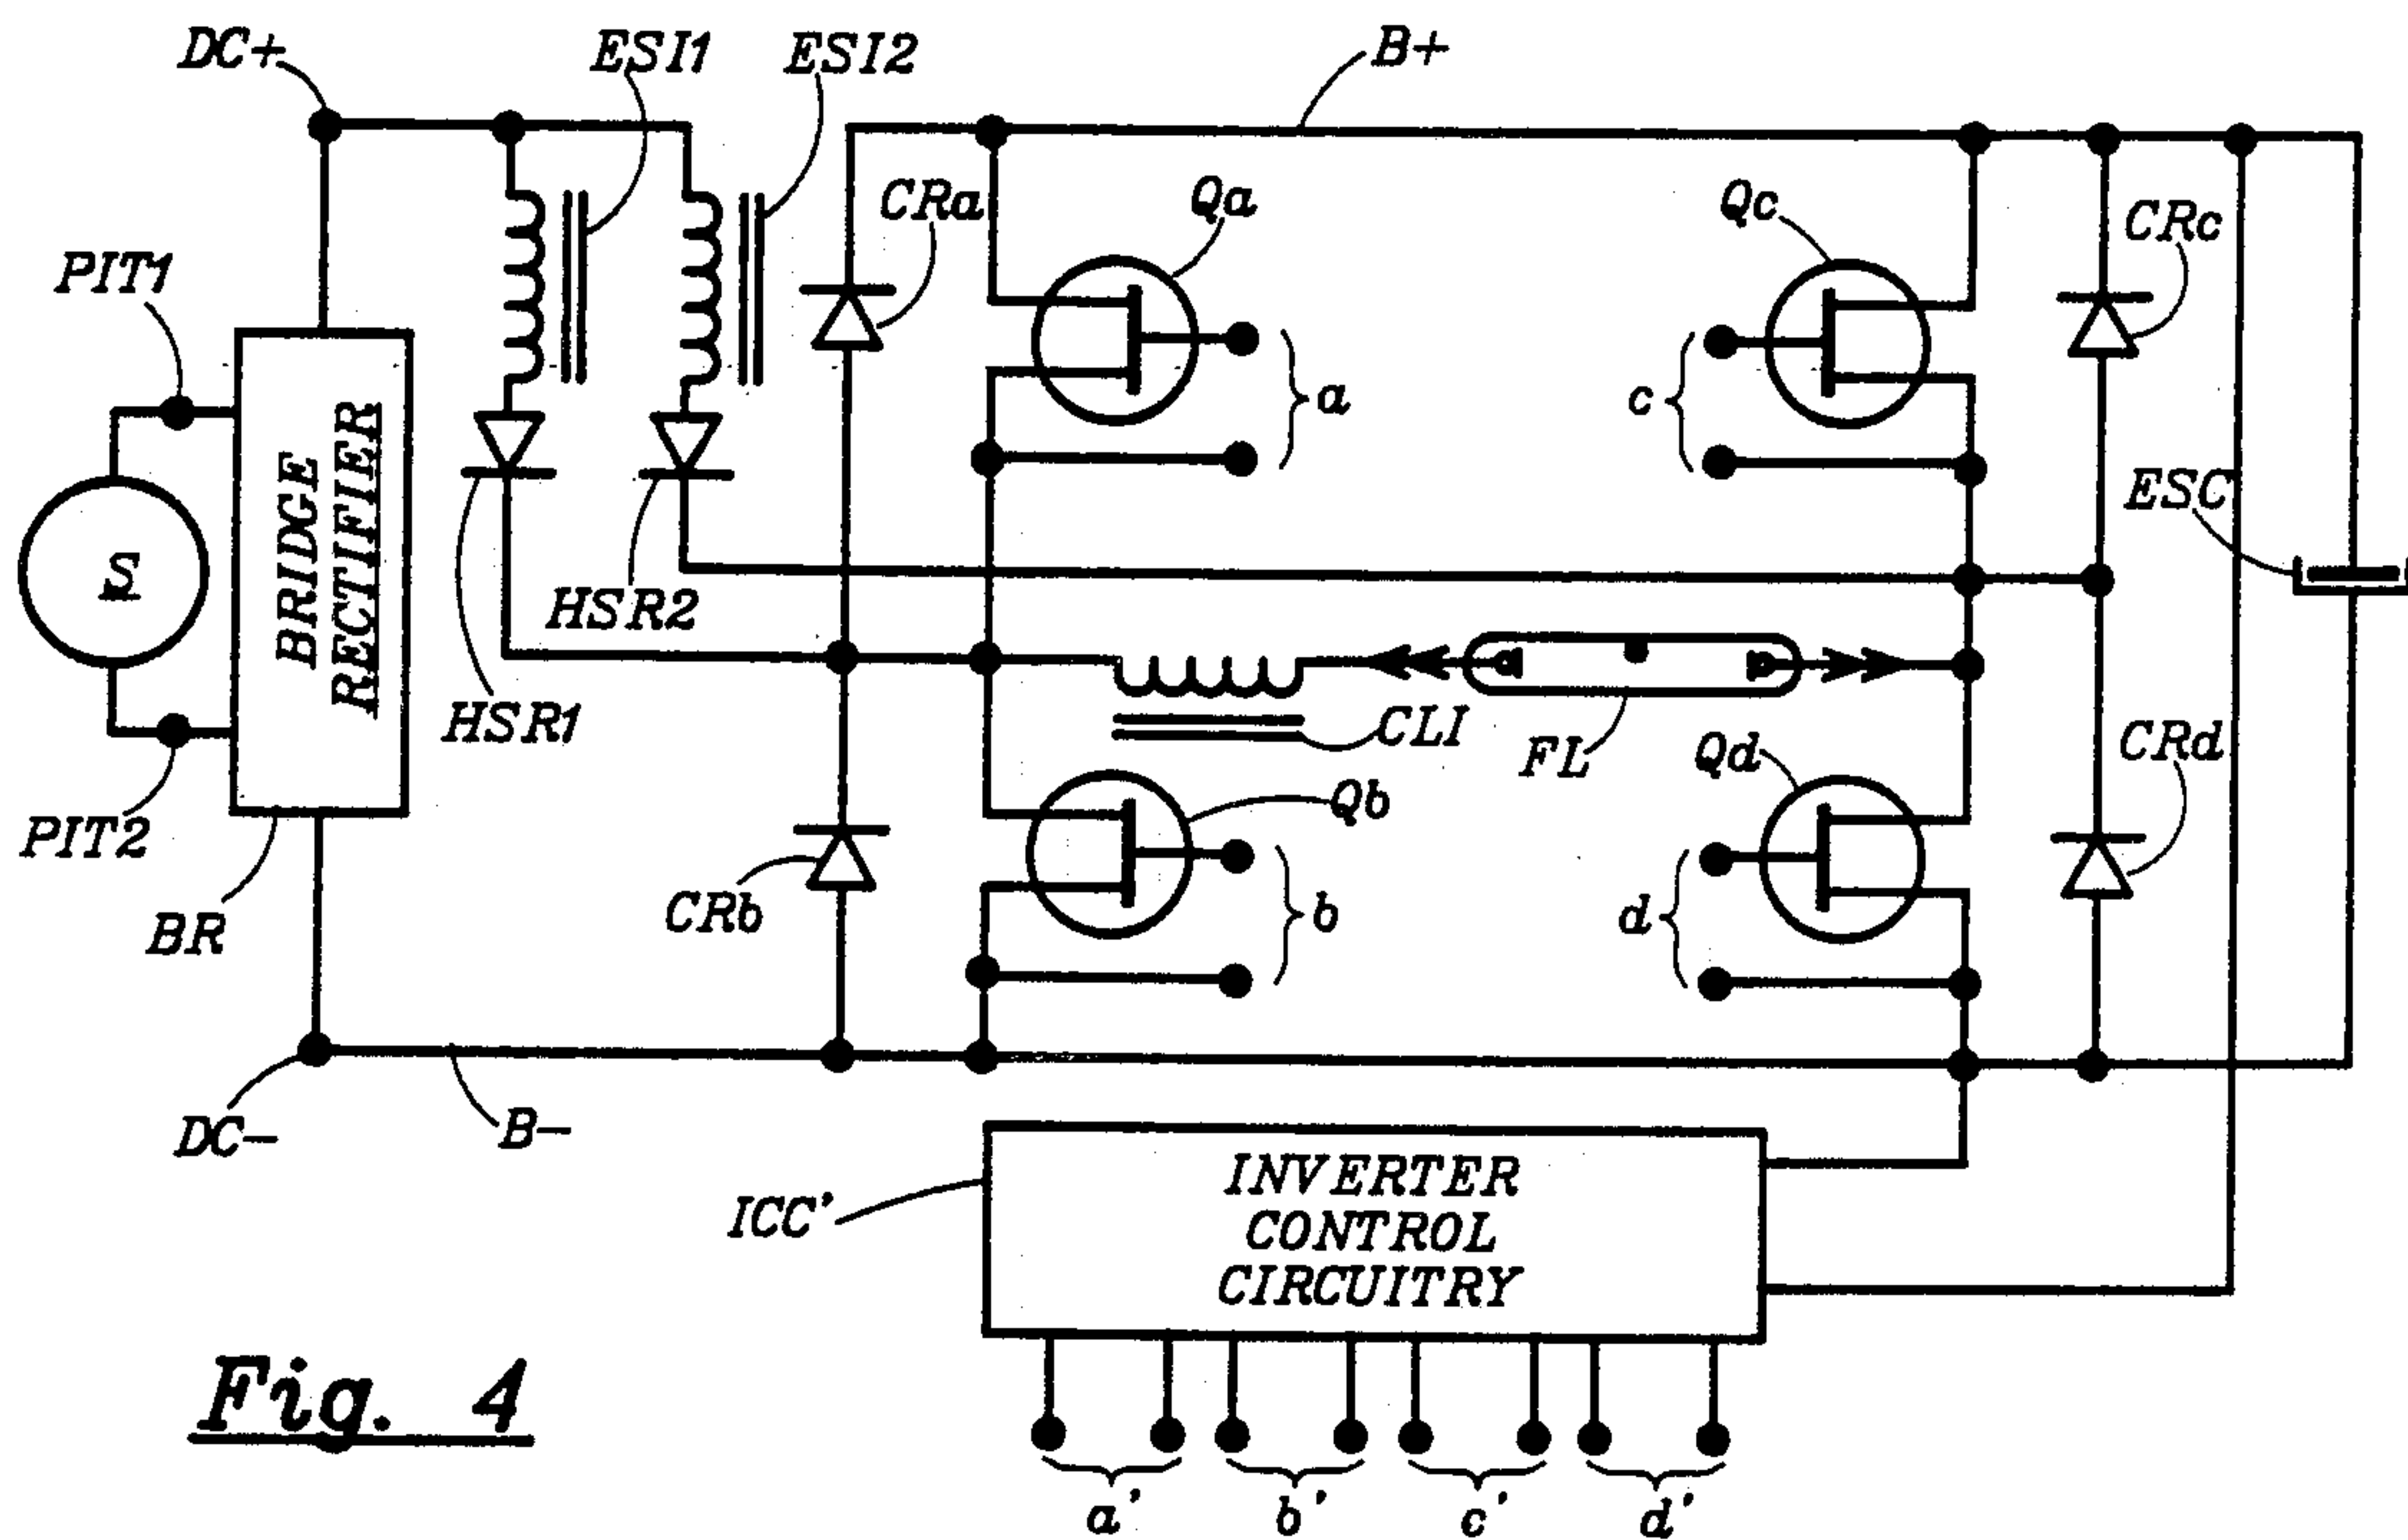 DC+
ESI1
ESI2
B+
CRa
Qa
Qc
CRc
PIT1
a
c
BRIDGE
RECTIFIER
S
ESC
HSR2
HSR1
CLI
FL
Qd
CRd
PIT2
Qb
BR
CRb
b
d
DC-
B-
ICC'
INVERTER
CONTROL
CIRCUITRY
Fig. 4
a'
b'
c'
d'